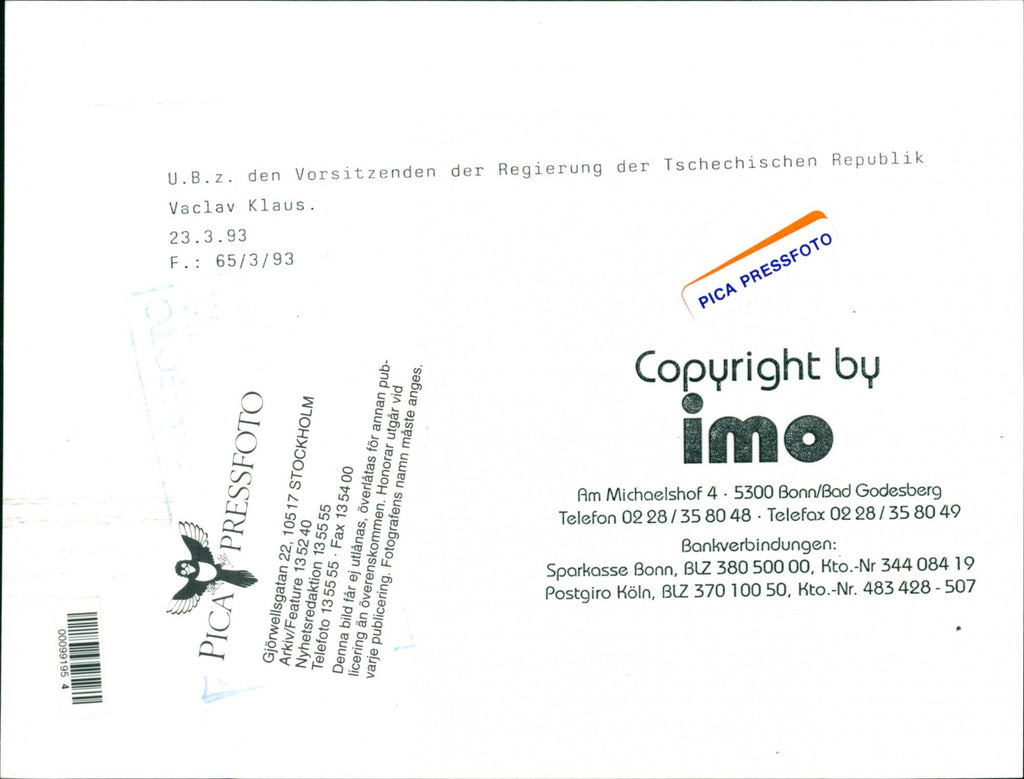 U.B.z. den Vorsitzenden der Regierung der Tschechischen Republik
Vaclav Klaus.
23.3.93
F.: 65/3/93
PICA PRESSFOTO
Copyright by
imo
Am Michaelshof 4 · 5300 Bonn/Bad Godesberg
Telefon 02 28 / 35 80 48 · Telefax 02 28 / 35 80 49
Bankverbindungen:
Sparkasse Bonn, BLZ 380 500 00, Kto.-Nr 344 084 19
Postgiro Köln, BLZ 370 100 50, Kto.-Nr. 483 428 - 507
PICA PRESSFOTO
Gjörwellsgatan 22, 105 17 STOCKHOLM
Arkiv/Feature 13 52 40
Nyhetsredaktion 13 55 55
Telefoto 13 55 55 · Fax 13 54 00
Denna bild får ej utlånas, överlåtas för annan pub-
licering än överenskommen. Honorar utgår vid
varje publicering. Fotografens namn måste anges.
00099195 4